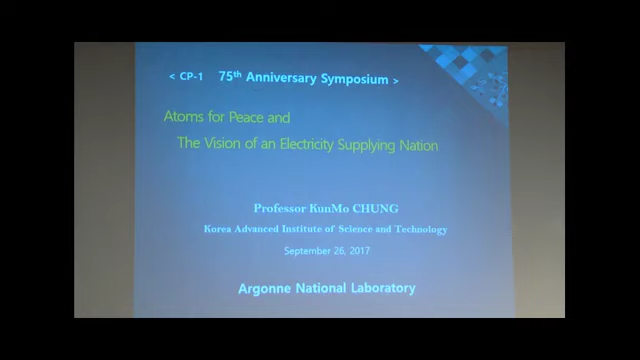 < CP-1 75th Anniversary Symposium >
Atoms for Peace and
The Vision of an Electricity Supplying Nation
Professor KunMo CHUNG
Korea Advanced Institute of Science and Technology
September 26, 2017
Argonne National Laboratory